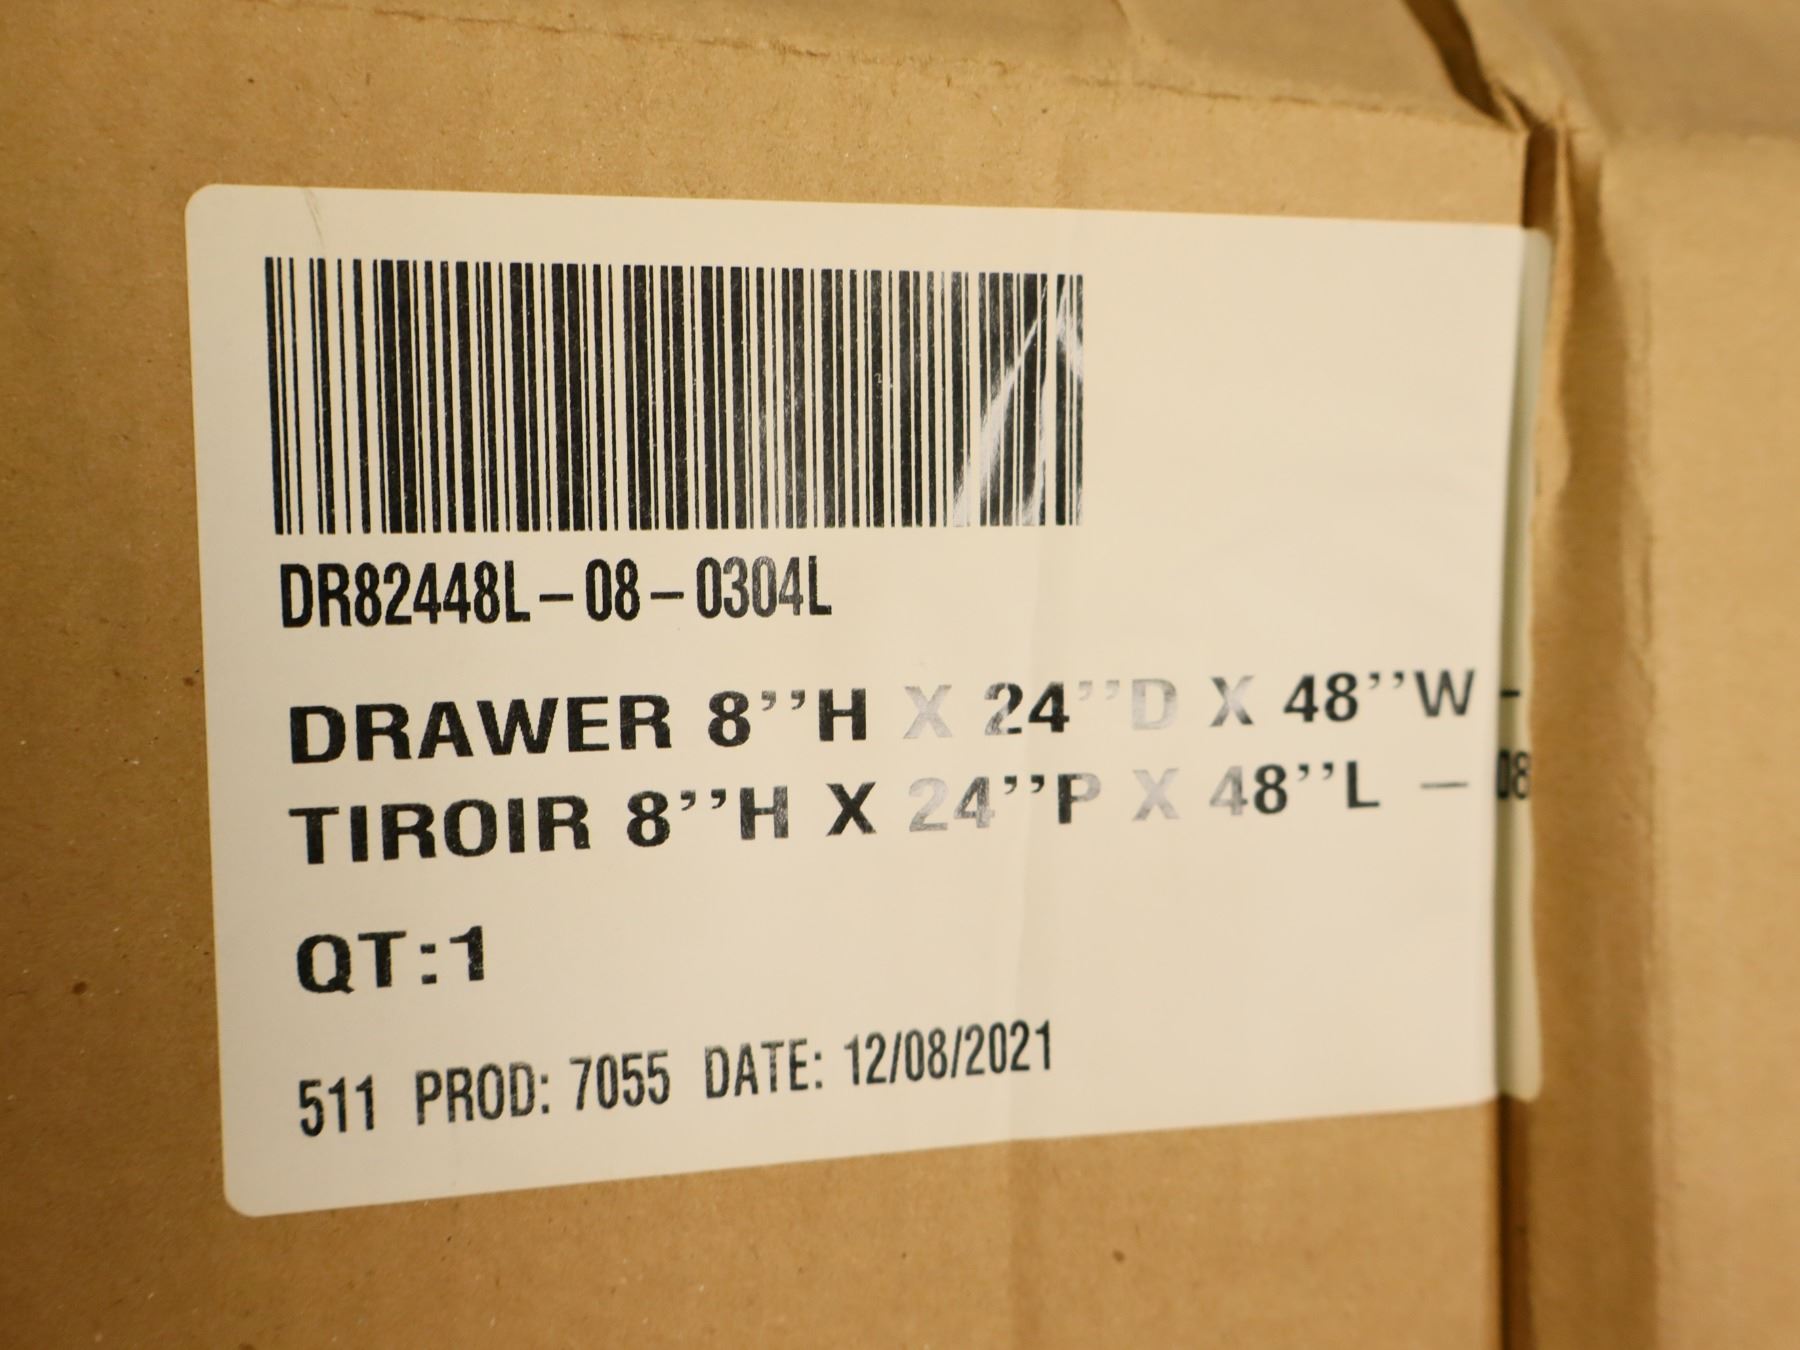 DR82448L-08-0304L
DRAWER 8''H X 24''D X 48''W -
TIROIR 8''H X 24''P X 48''L - 08
QT:1
511 PROD: 7055 DATE: 12/08/2021